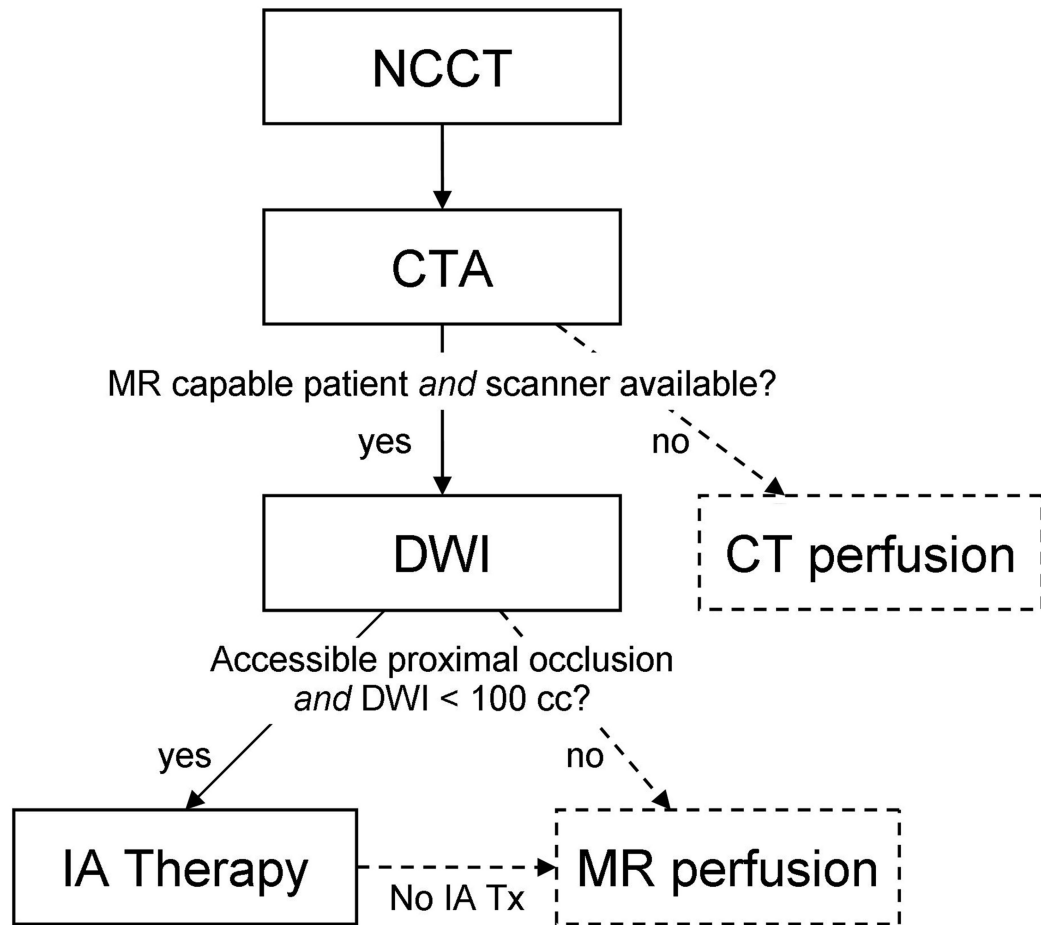 NCCT
CTA
MR capable patient and scanner available?
yes
no
DWI
CT perfusion
Accessible proximal occlusion
and DWI < 100 cc?
yes
no
IA Therapy
No IA Tx
MR perfusion